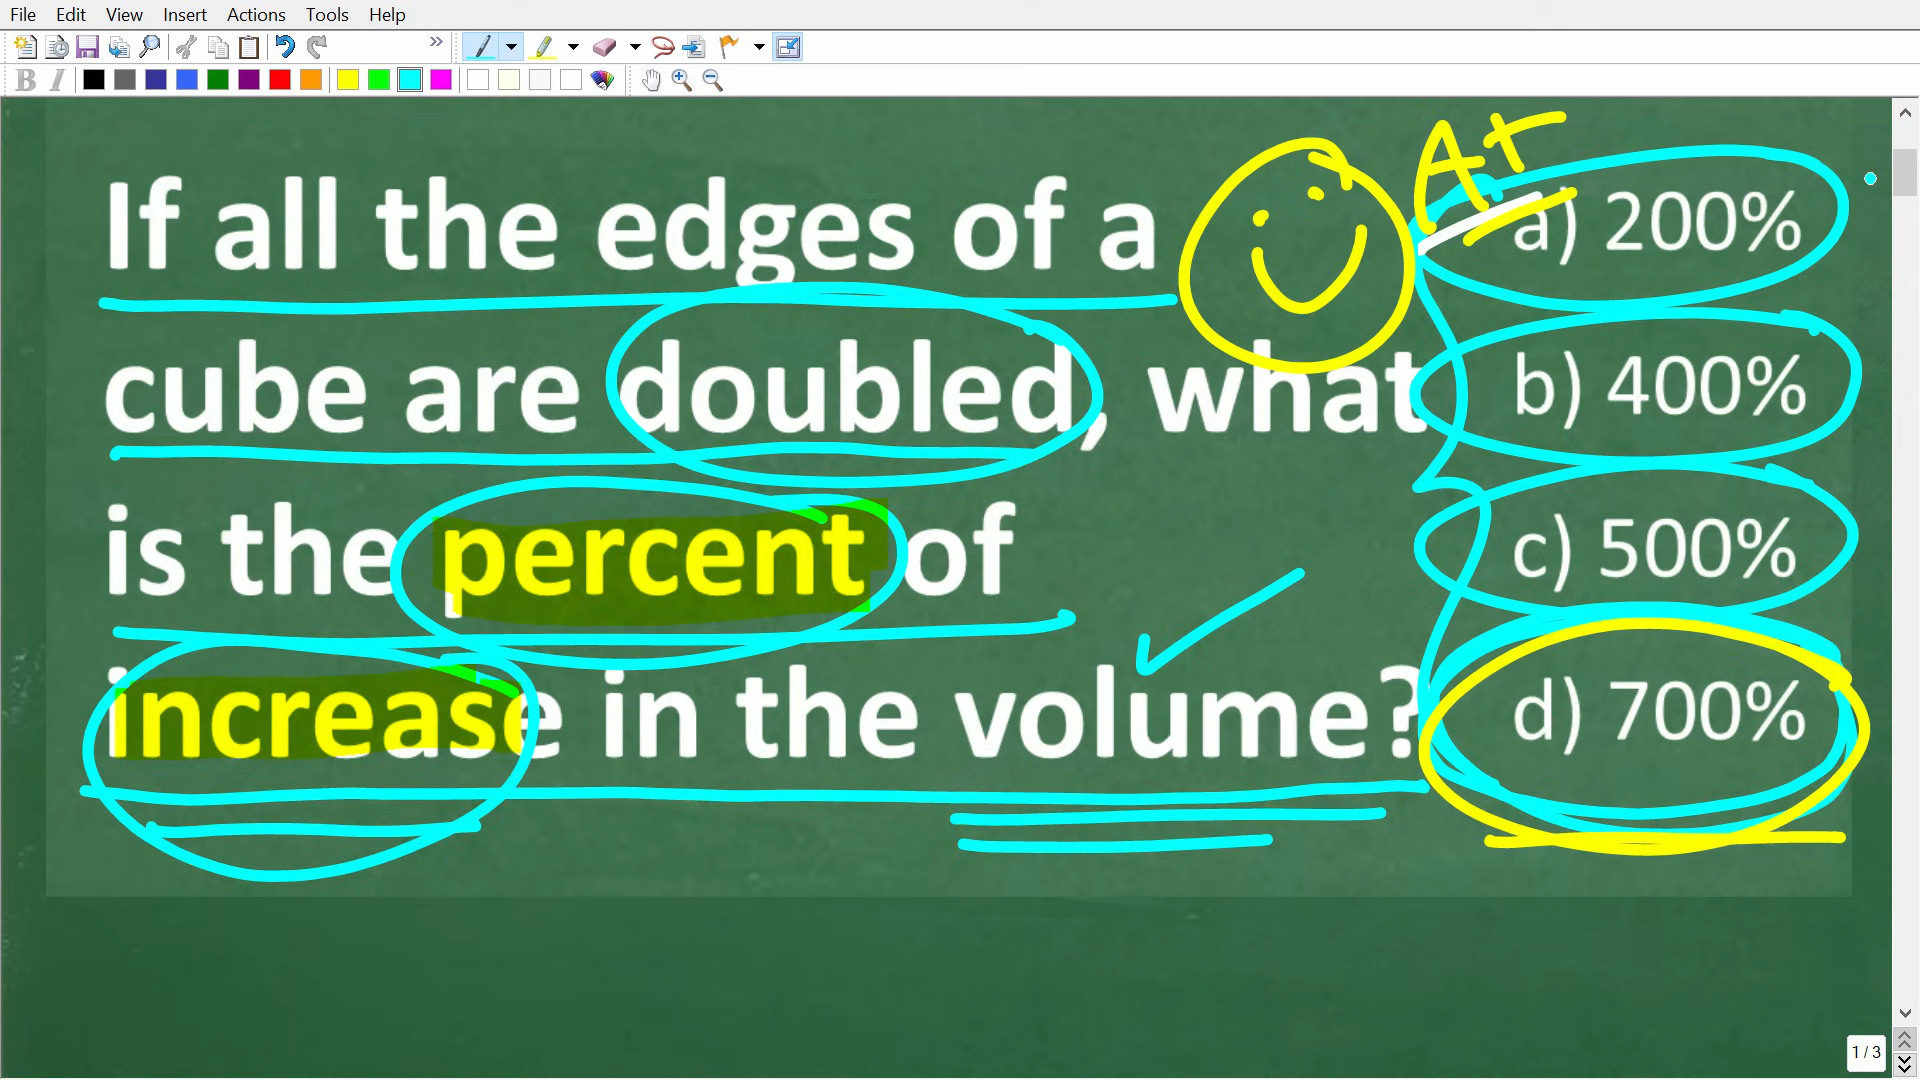 File Edit View Insert Actions Tools Help
B I
If all the edges of a
cube are doubled, what
is the percent of
increase in the volume?
A+
a) 200%
b) 400%
c) 500%
d) 700%
1 / 3